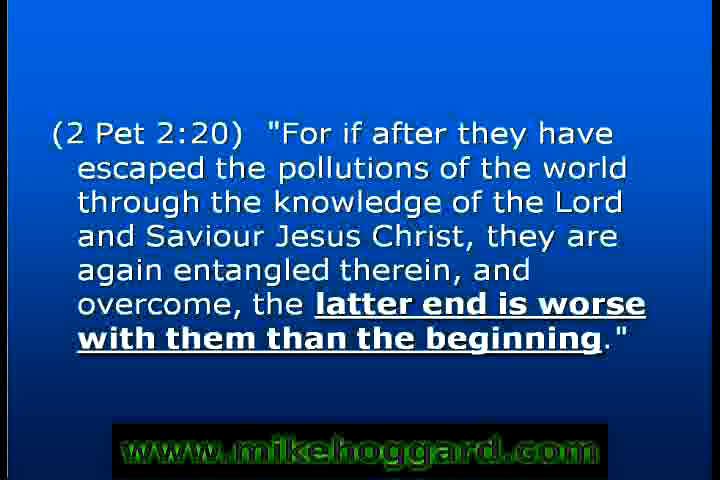 (2 Pet 2:20)  "For if after they have
escaped the pollutions of the world
through the knowledge of the Lord
and Saviour Jesus Christ, they are
again entangled therein, and
overcome, the latter end is worse
with them than the beginning."
www.mikehoggard.com